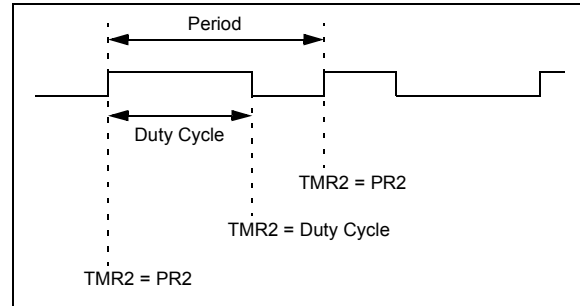 Period
Duty Cycle
TMR2 = PR2
TMR2 = Duty Cycle
TMR2 = PR2